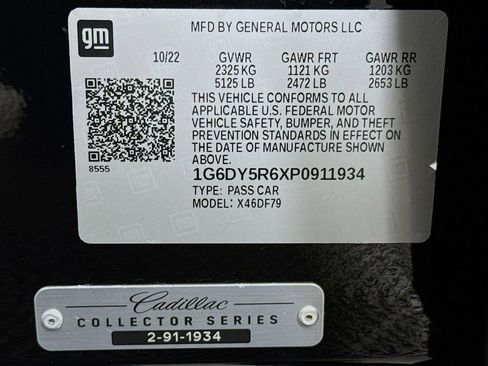 gm
MFD BY GENERAL MOTORS LLC
10/22 GVWR GAWR FRT GAWR RR
2325 KG 1121 KG 1203 KG
5125 LB 2472 LB 2653 LB
THIS VEHICLE CONFORMS TO ALL
APPLICABLE U.S. FEDERAL MOTOR
VEHICLE SAFETY, BUMPER, AND THEFT
PREVENTION STANDARDS IN EFFECT ON
THE DATE OF MANUFACTURE SHOWN
ABOVE.
8555
1G6DY5R6XP0911934
TYPE: PASS CAR
MODEL: X46DF79
Cadillac
COLLECTOR SERIES
2-91-1934